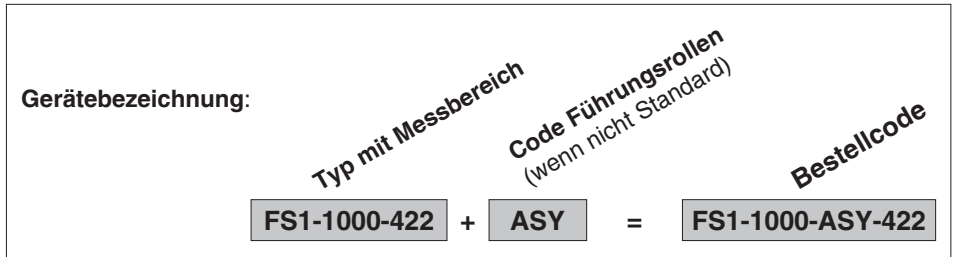 Gerätebezeichnung:
Typ mit Messbereich
Code Führungsrollen
(wenn nicht Standard)
Bestellcode
FS1-1000-422 + ASY = FS1-1000-ASY-422